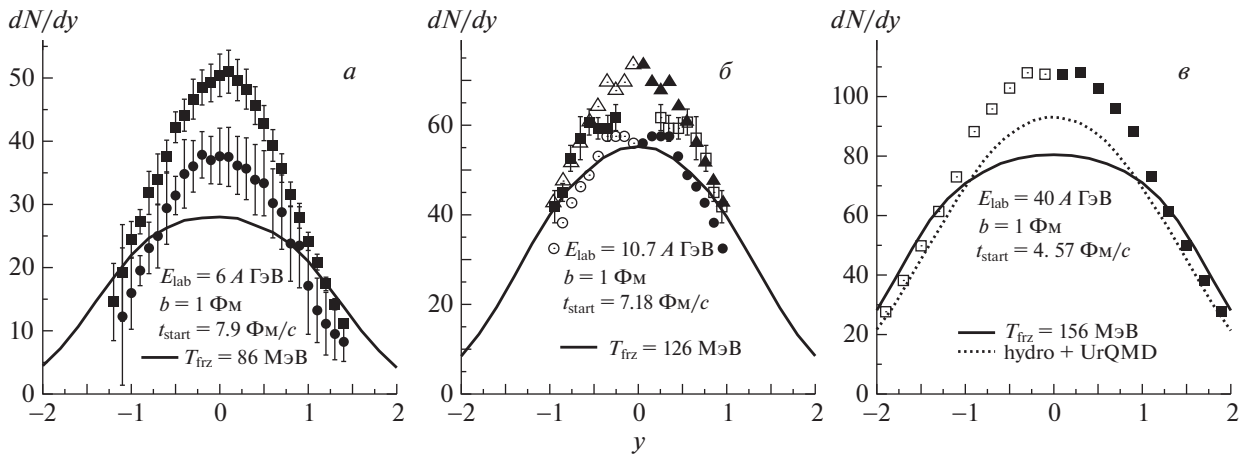 dN/dy
50
40
30
20
10
0
−2
−1
0
1
2
а
E_lab = 6 A ГэВ
b = 1 Фм
t_start = 7.9 Фм/c
T_frz = 86 МэВ
dN/dy
80
60
40
20
0
−2
−1
0
1
2
y
б
E_lab = 10.7 A ГэВ
b = 1 Фм
t_start = 7.18 Фм/c
T_frz = 126 МэВ
dN/dy
100
80
60
40
20
0
−2
−1
0
1
2
в
E_lab = 40 A ГэВ
b = 1 Фм
t_start = 4. 57 Фм/c
T_frz = 156 МэВ
hydro + UrQMD